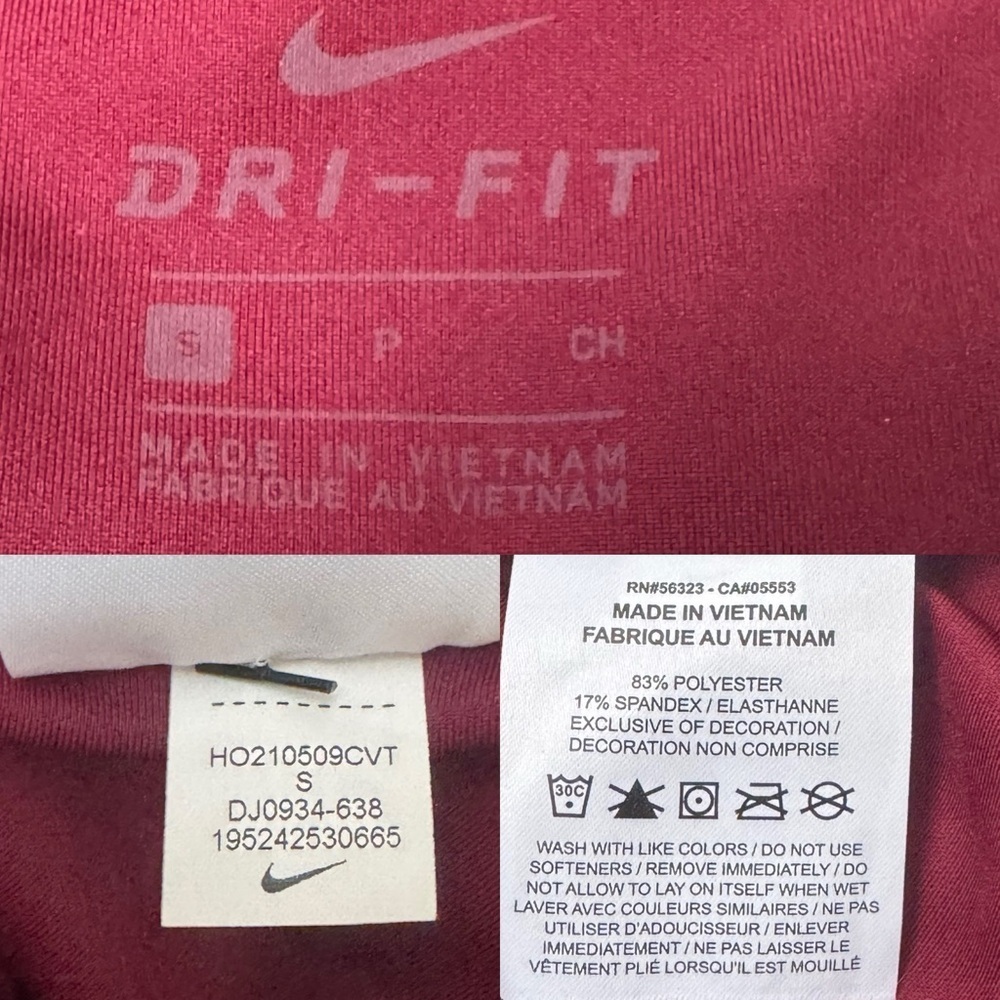 DRI-FIT
S P CH
MADE IN VIETNAM
FABRIQUE AU VIETNAM
HO210509CVT
S
DJ0934-638
195242530665
RN#56323 - CA#05553
MADE IN VIETNAM
FABRIQUE AU VIETNAM
83% POLYESTER
17% SPANDEX / ELASTHANNE
EXCLUSIVE OF DECORATION /
DECORATION NON COMPRISE
30C
WASH WITH LIKE COLORS / DO NOT USE
SOFTENERS / REMOVE IMMEDIATELY / DO
NOT ALLOW TO LAY ON ITSELF WHEN WET
LAVER AVEC COULEURS SIMILAIRES / NE PAS
UTILISER D'ADOUCISSEUR / ENLEVER
IMMEDIATEMENT / NE PAS LAISSER LE
VÊTEMENT PLIÉ LORSQU'IL EST MOUILLÉ